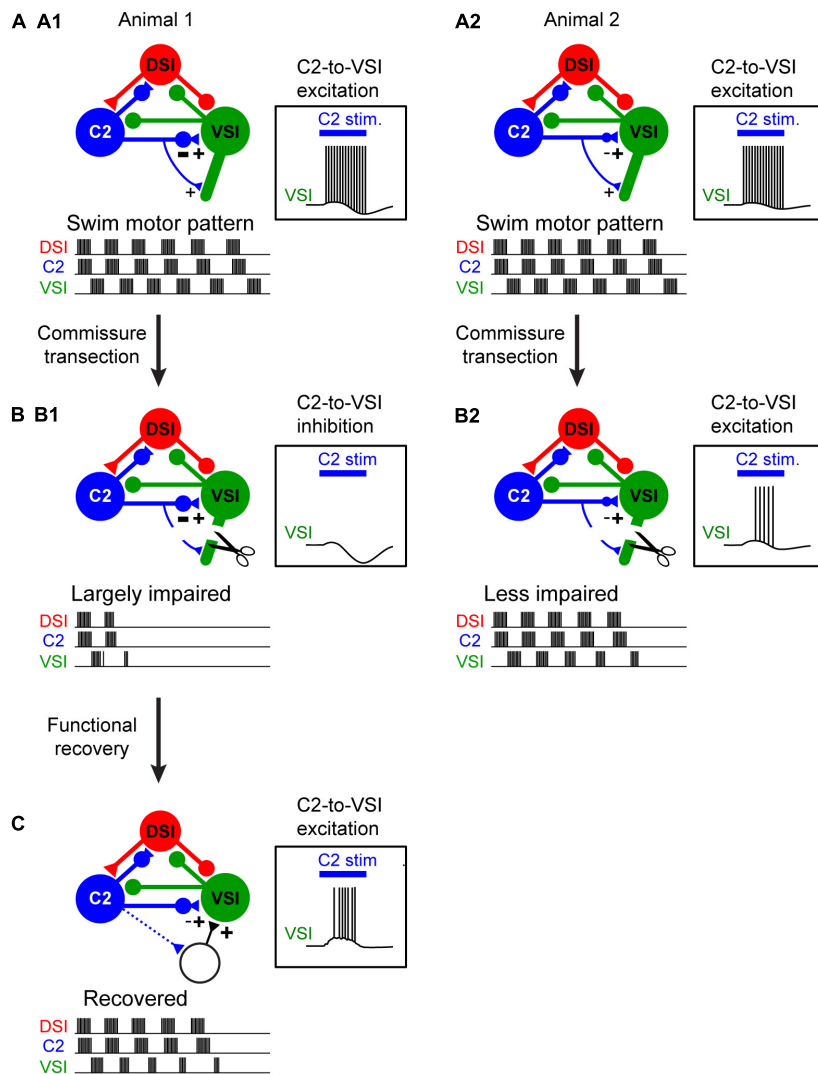 A A1 Animal 1
DSI
C2
VSI
- +
+
C2-to-VSI
excitation
C2 stim.
VSI
Swim motor pattern
DSI
C2
VSI
Commissure
transection
A2 Animal 2
DSI
C2
VSI
- +
+
C2-to-VSI
excitation
C2 stim.
VSI
Swim motor pattern
DSI
C2
VSI
Commissure
transection
B B1
DSI
C2
VSI
- +
C2-to-VSI
inhibition
C2 stim
VSI
Largely impaired
DSI
C2
VSI
Functional
recovery
B2
DSI
C2
VSI
- +
C2-to-VSI
excitation
C2 stim.
VSI
Less impaired
DSI
C2
VSI
C
DSI
C2
VSI
- +
+
C2-to-VSI
excitation
C2 stim
VSI
Recovered
DSI
C2
VSI